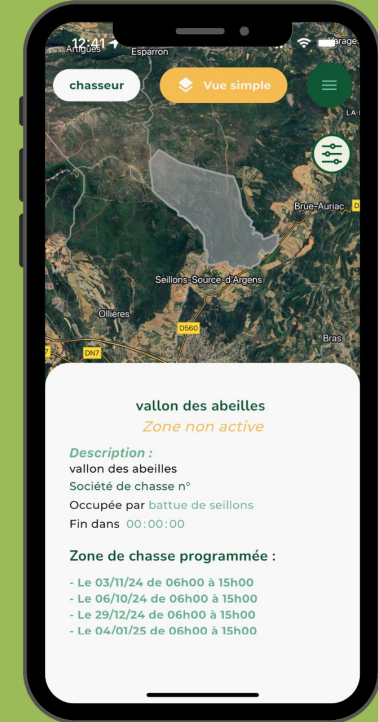 12:41
Artigues
Esparron
chasseur
Vue simple
Brue-Auriac
D
Seillons-Source-d'Argens
Ollières
D560
DN7
7
Bras
vallon des abeilles
Zone non active
Description :
vallon des abeilles
Société de chasse n°
Occupée par battue de seillons
Fin dans 00:00:00
Zone de chasse programmée :
- Le 03/11/24 de 06h00 à 15h00
- Le 06/10/24 de 06h00 à 15h00
- Le 29/12/24 de 06h00 à 15h00
- Le 04/01/25 de 06h00 à 15h00